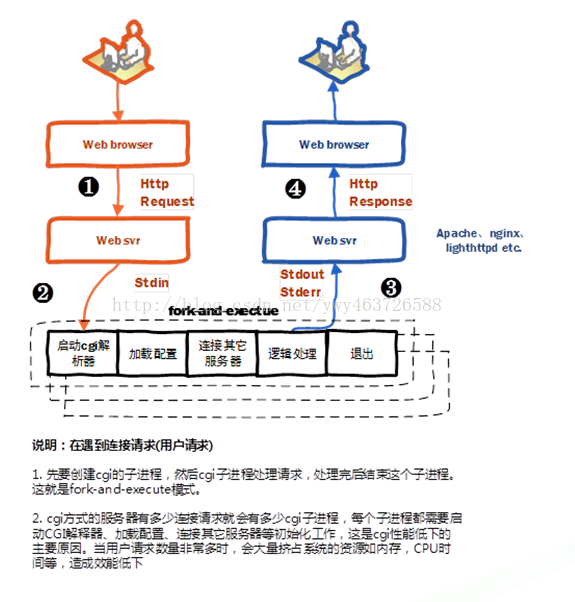 Web browser
Web browser
❶
Http
Request
❹
Http
Response
Web svr
Web svr
Apache、nginx、
lighthttpd etc.
❷
Stdin
Stdout
Stderr
❸
http://blog.csdn.net/ywy463726588
fork-and-exectue
启动cgi解
析器
加载配置
连接其它
服务器
逻辑处理
退出
说明：在遇到连接请求(用户请求)
1. 先要创建cgi的子进程，然后cgi子进程处理请求，处理完后结束这个子进程。
这就是fork-and-execute模式。
2. cgi方式的服务器有多少连接请求就会有多少cgi子进程，每个子进程都需要启
动CGI解释器、加载配置、连接其它服务器等初始化工作，这是cgi性能低下的
主要原因。当用户请求数量非常多时，会大量挤占系统的资源如内存，CPU时
间等，造成效能低下